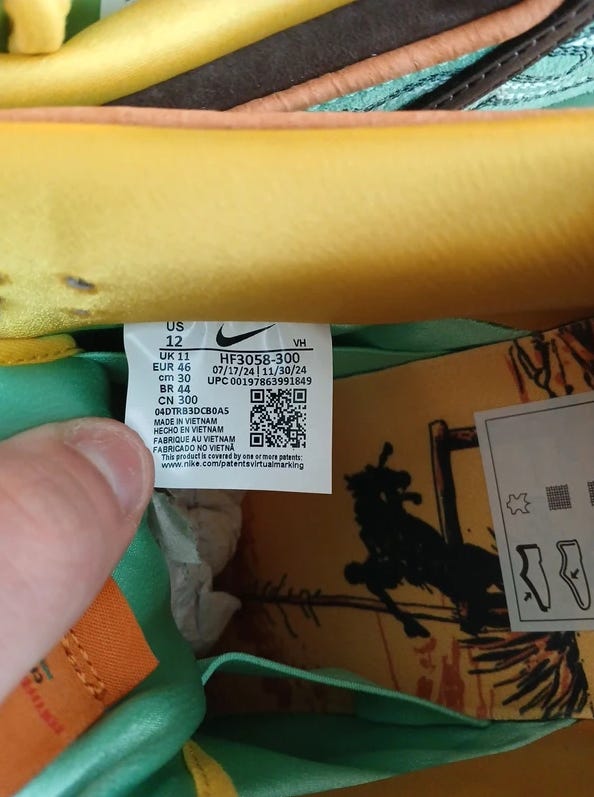 US
12
VH
UK 11
HF3058-300
EUR 46
07/17/24 | 11/30/24
cm 30
UPC 00197863991849
BR 44
CN 300
04DTRB3DCB0A5
MADE IN VIETNAM
HECHO EN VIETNAM
FABRIQUE AU VIETNAM
FABRICADO NO VIETNÃ
This product is covered by one or more patents:
www.nike.com/patentsvirtualmarking